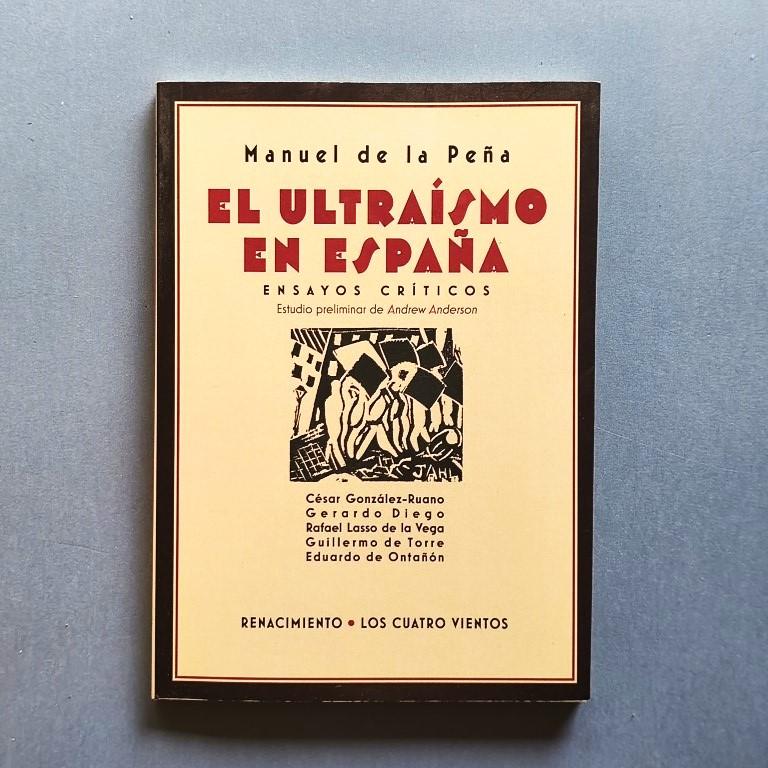 Manuel de la Peña
EL ULTRAÍSMO
EN ESPAÑA
ENSAYOS CRÍTICOS
Estudio preliminar de Andrew Anderson
JAHL
César González-Ruano
Gerardo Diego
Rafael Lasso de la Vega
Guillermo de Torre
Eduardo de Ontañón
RENACIMIENTO • LOS CUATRO VIENTOS